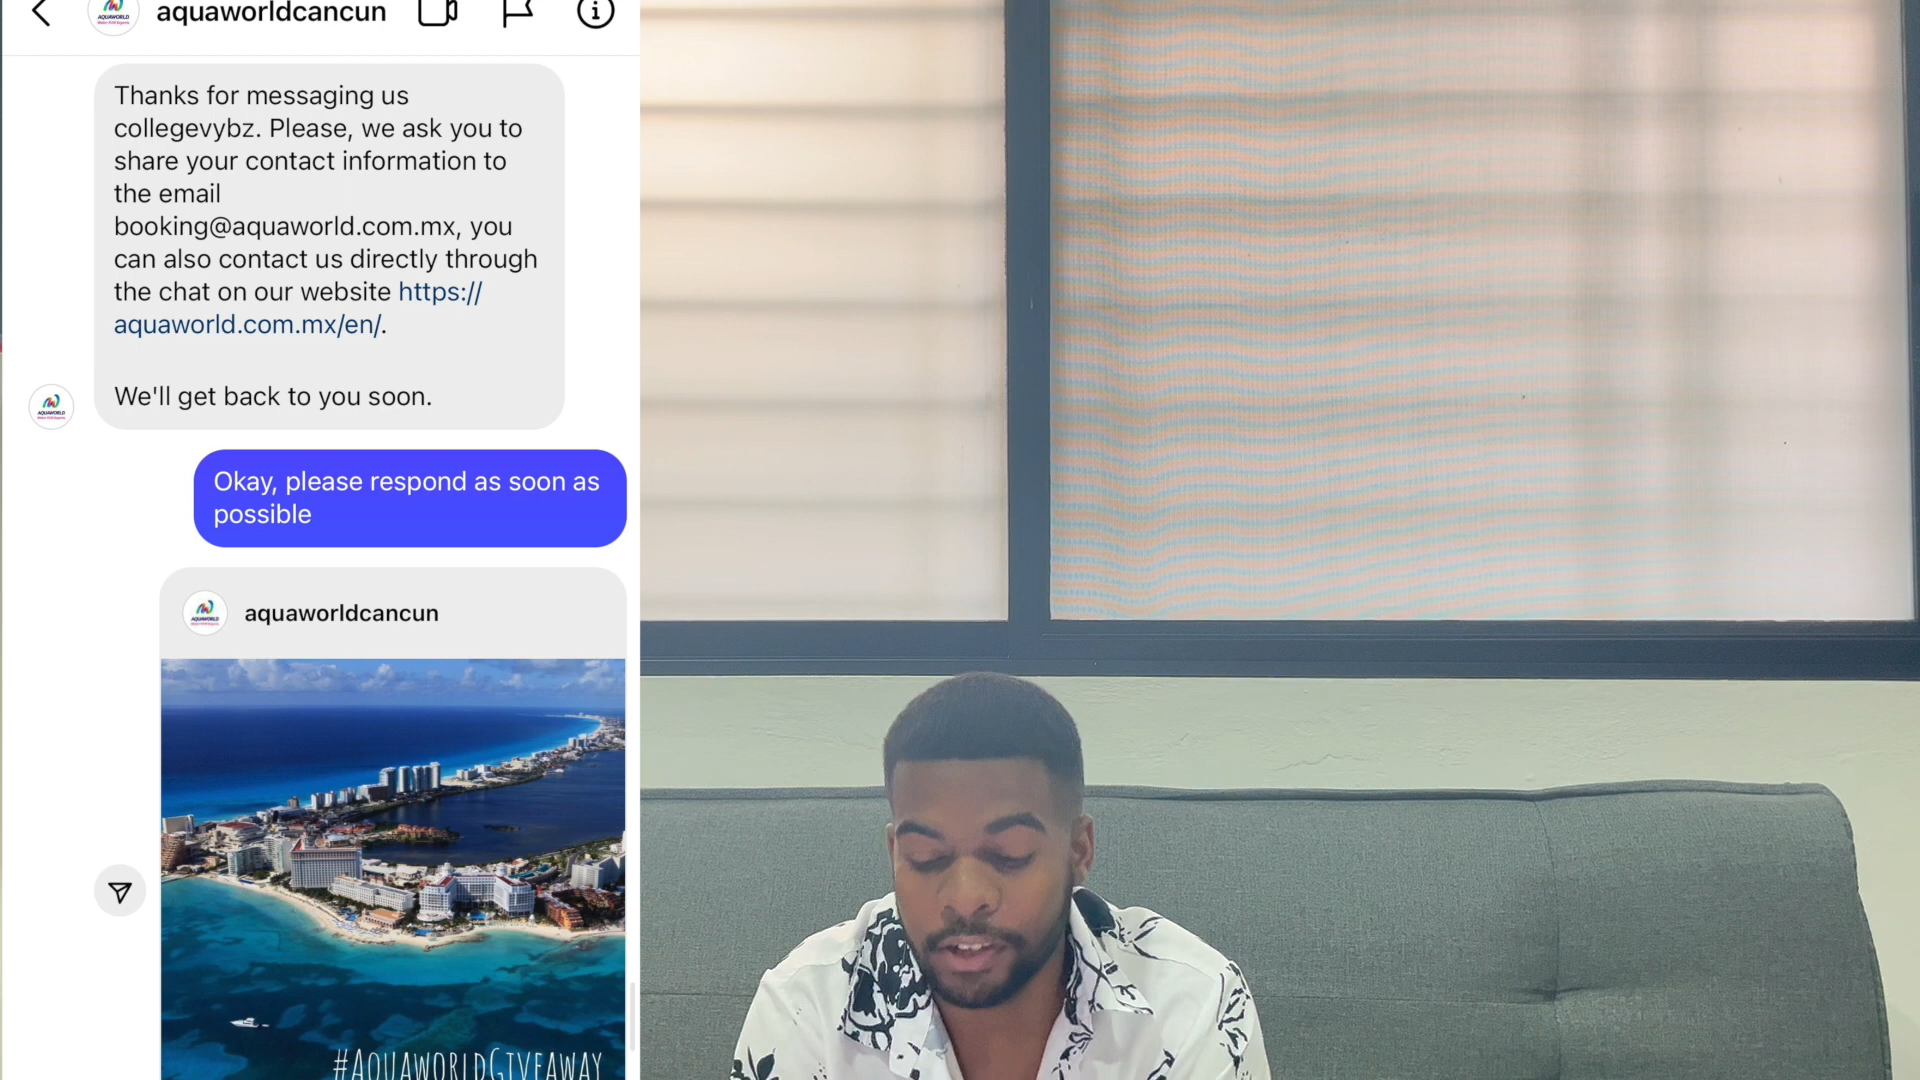 aquaworldcancun
Thanks for messaging us
collegevybz. Please, we ask you to
share your contact information to
the email
booking@aquaworld.com.mx, you
can also contact us directly through
the chat on our website https://
aquaworld.com.mx/en/.
We'll get back to you soon.
AQUAWORLD
Okay, please respond as soon as
possible
AQUAWORLD
aquaworldcancun
#AQUAWORLDGIVEAWAY